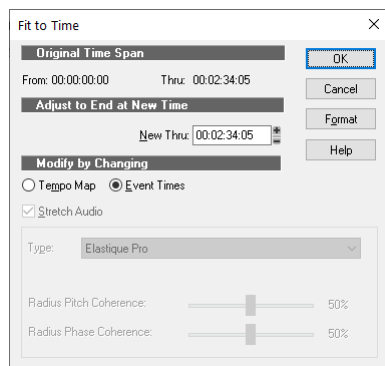 Fit to Time
Original Time Span
OK
From: 00:00:00:00 Thru: 00:02:34:05
Cancel
Adjust to End at New Time
Format
New Thru: 00:02:34:05
Help
Modify by Changing
Tempo Map Event Times
Stretch Audio
Type: Elastique Pro
Radius Pitch Coherence: 50%
Radius Phase Coherence: 50%